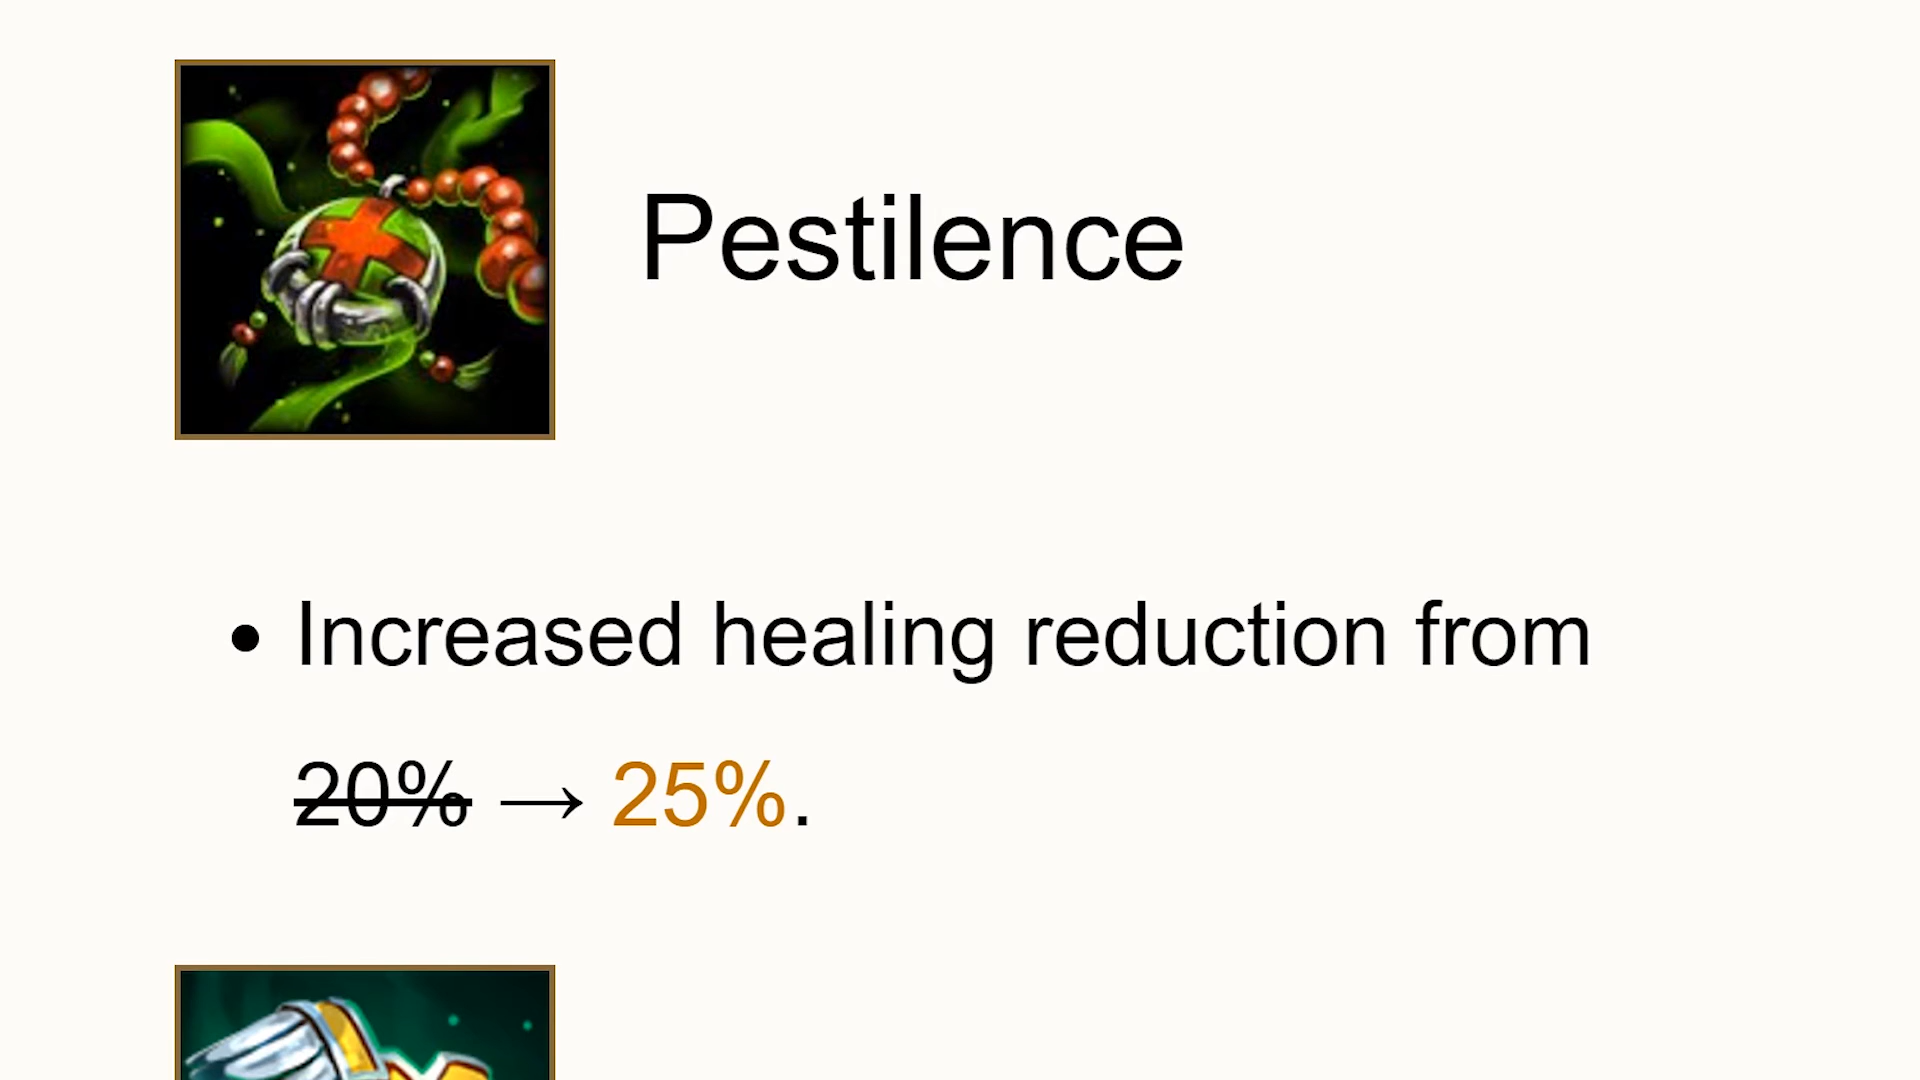 Pestilence
• Increased healing reduction from
20% → 25%.